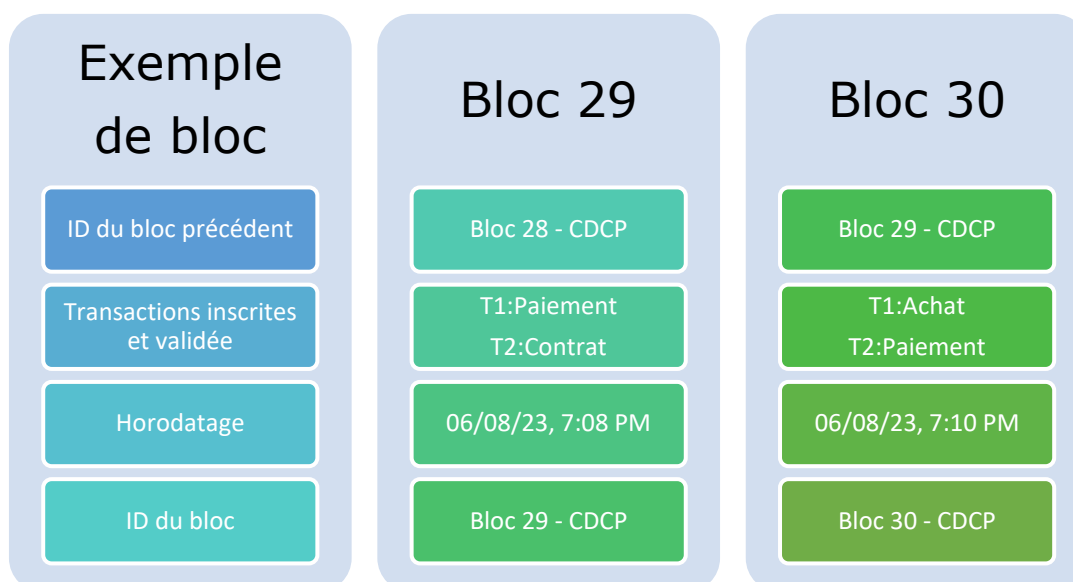 Exemple
de bloc
ID du bloc précédent
Transactions inscrites
et validée
Horodatage
ID du bloc
Bloc 29
Bloc 28 - CDCP
T1:Paiement
T2:Contrat
06/08/23, 7:08 PM
Bloc 29 - CDCP
Bloc 30
Bloc 29 - CDCP
T1:Achat
T2:Paiement
06/08/23, 7:10 PM
Bloc 30 - CDCP